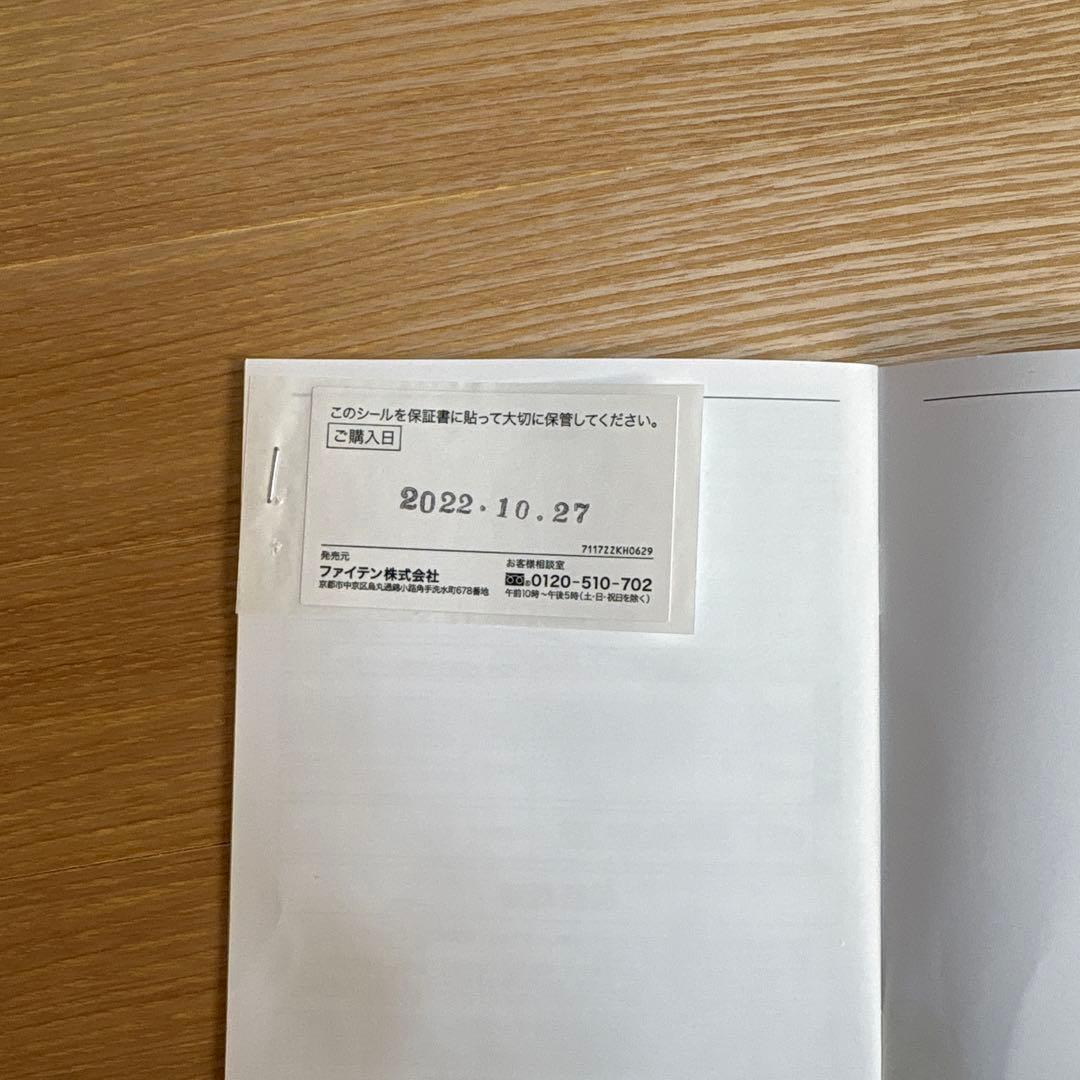 このシールを保証書に貼って大切に保管してください。
ご購入日
2022.10.27
7117ZZKH0629
発売元
ファイテン株式会社
京都市中京区烏丸通錦小路角手洗水町678番地
お客様相談室
0120-510-702
午前10時〜午後5時(土・日・祝日を除く)